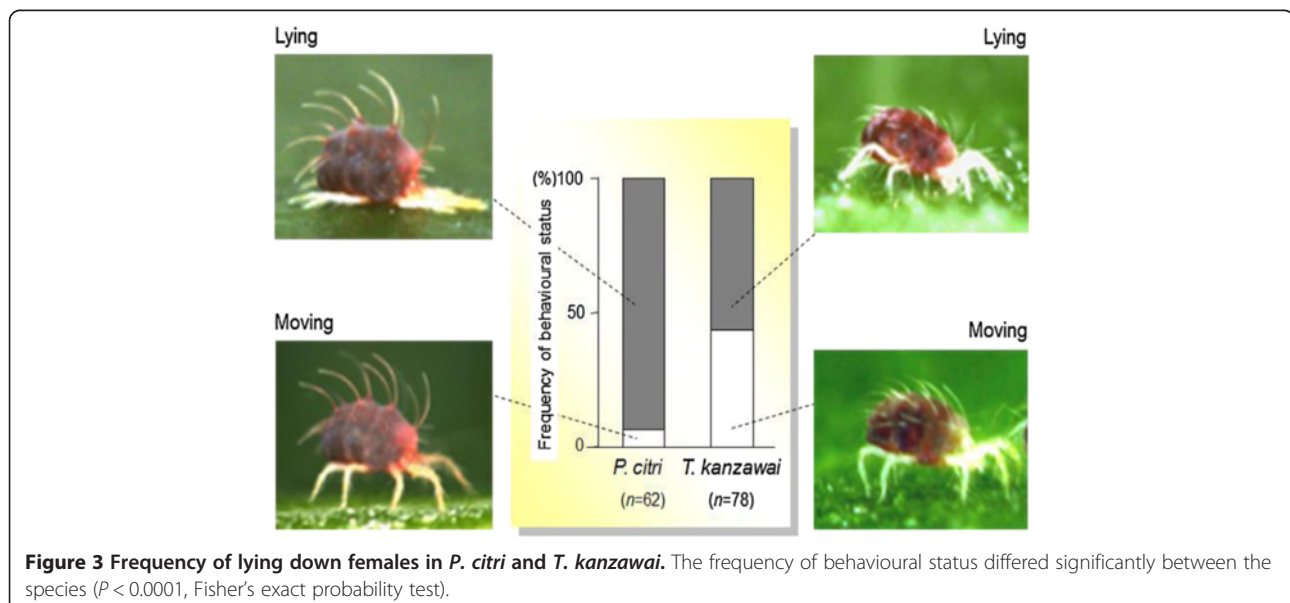 Lying
Lying
(%)100
50
0
Frequency of behavioural status
Moving
Moving
P. citri
T. kanzawai
(n=62)
(n=78)
Figure 3 Frequency of lying down females in P. citri and T. kanzawai. The frequency of behavioural status differed significantly between the
species (P < 0.0001, Fisher's exact probability test).